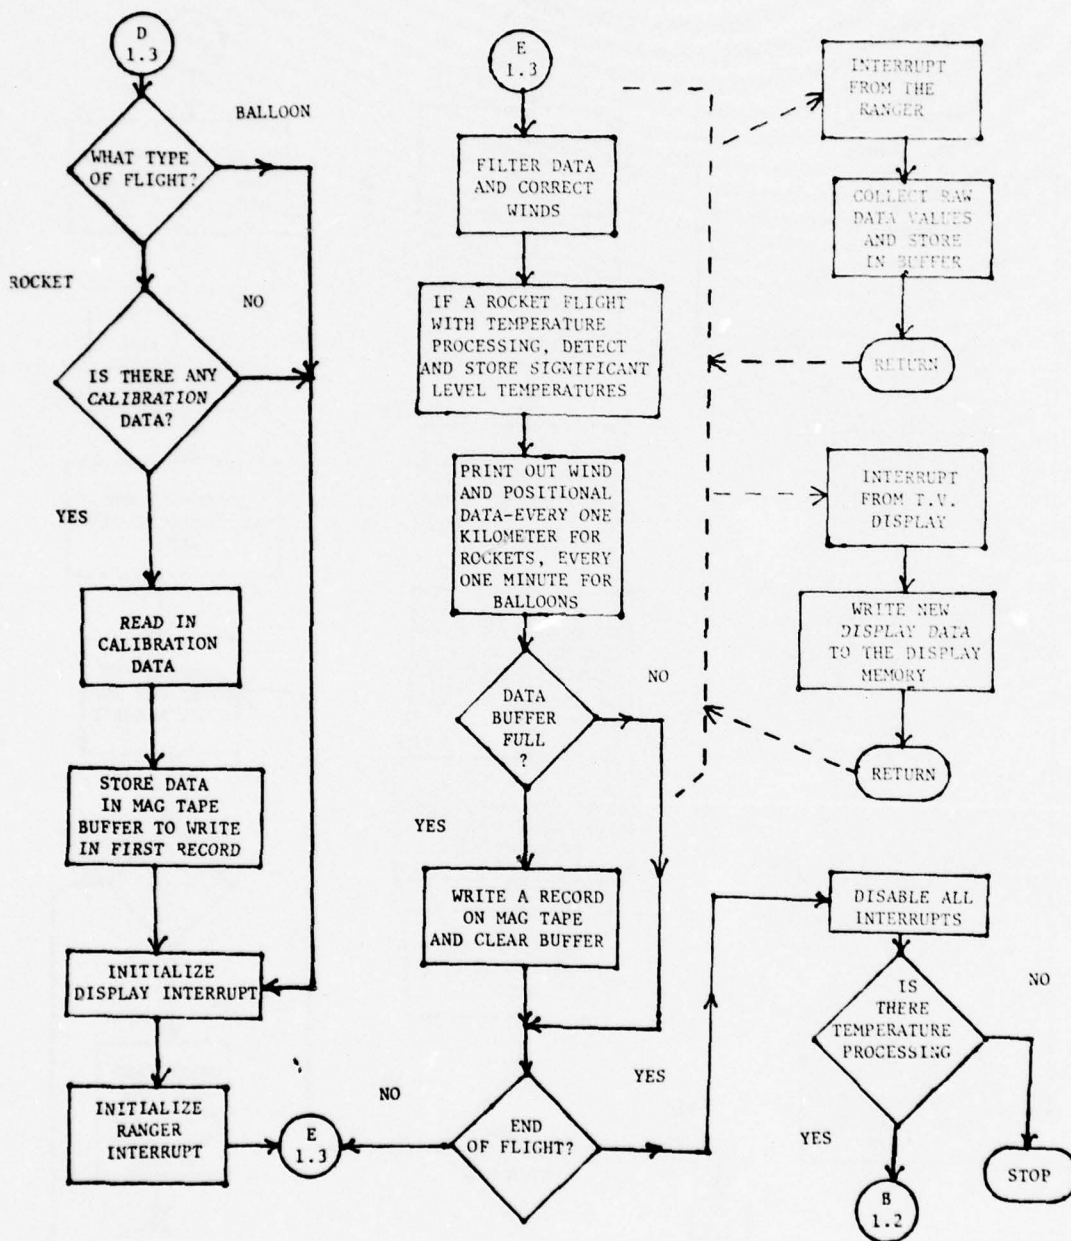 D
1.3
BALLOON
WHAT TYPE
OF FLIGHT?
ROCKET
NO
IS THERE ANY
CALIBRATION
DATA?
YES
READ IN
CALIBRATION
DATA
STORE DATA
IN MAG TAPE
BUFFER TO WRITE
IN FIRST RECORD
INITIALIZE
DISPLAY INTERRUPT
INITIALIZE
RANGER
INTERRUPT
E
1.3
E
1.3
FILTER DATA
AND CORRECT
WINDS
IF A ROCKET FLIGHT
WITH TEMPERATURE
PROCESSING, DETECT
AND STORE SIGNIFICANT
LEVEL TEMPERATURES
PRINT OUT WIND
AND POSITIONAL
DATA-EVERY ONE
KILOMETER FOR
ROCKETS, EVERY
ONE MINUTE FOR
BALLOONS
NO
DATA
BUFFER
FULL
?
YES
WRITE A RECORD
ON MAG TAPE
AND CLEAR BUFFER
NO
YES
END
OF FLIGHT?
INTERRUPT
FROM THE
RANGER
COLLECT RAW
DATA VALUES
AND STORE
IN BUFFER
RETURN
INTERRUPT
FROM T.V.
DISPLAY
WRITE NEW
DISPLAY DATA
TO THE DISPLAY
MEMORY
RETURN
DISABLE ALL
INTERRUPTS
NO
IS
THERE
TEMPERATURE
PROCESSING
YES
STOP
B
1.2